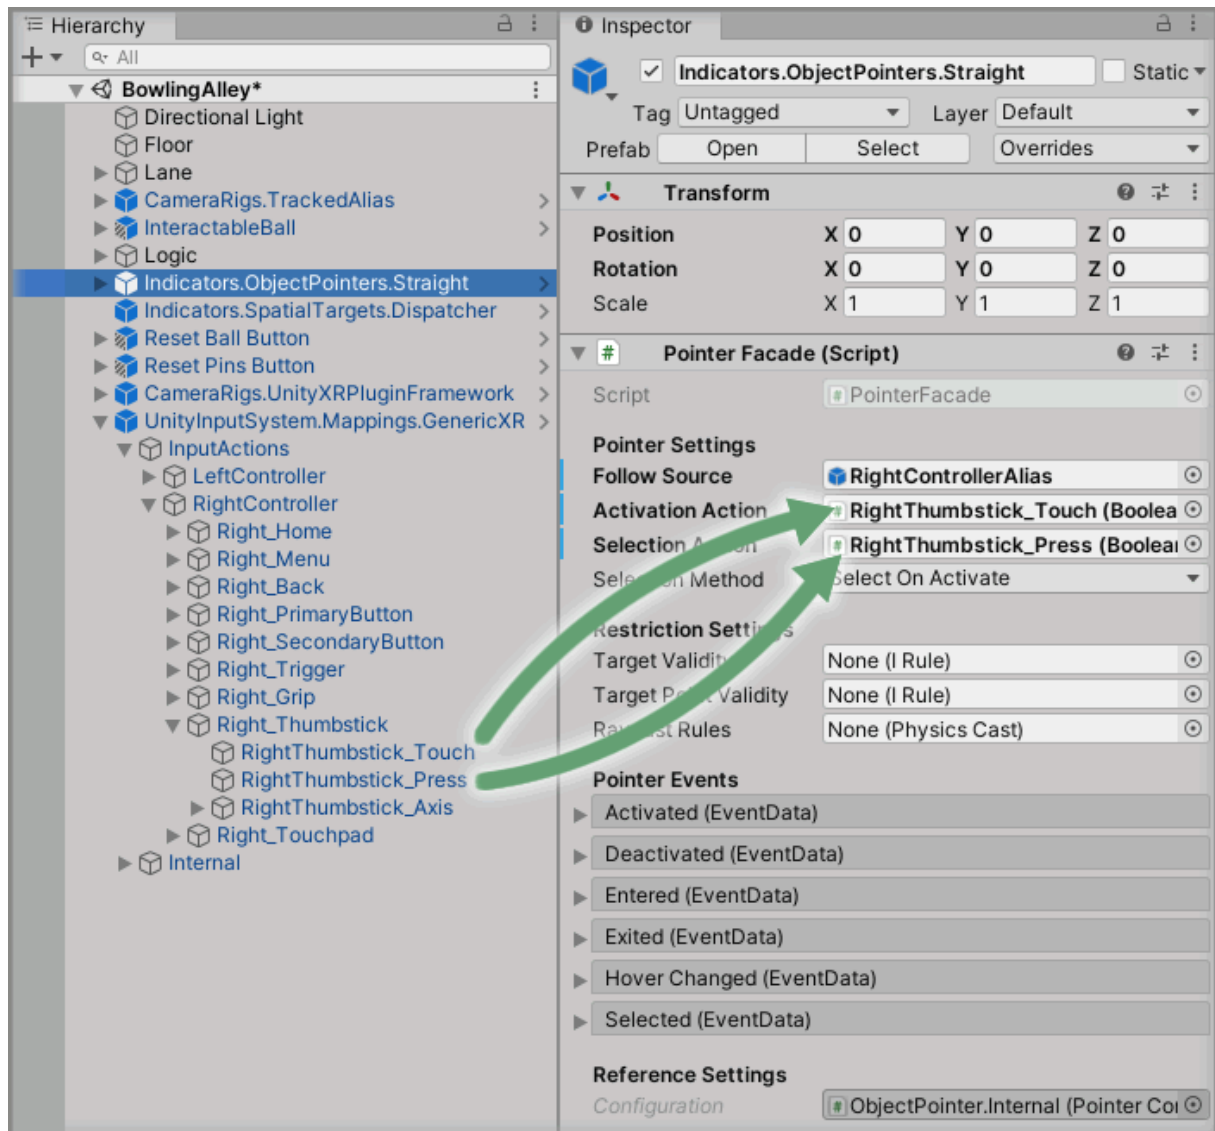 Hierarchy
All
BowlingAlley*
Directional Light
Floor
Lane
CameraRigs.TrackedAlias
InteractableBall
Logic
Indicators.ObjectPointers.Straight
Indicators.SpatialTargets.Dispatcher
Reset Ball Button
Reset Pins Button
CameraRigs.UnityXRPluginFramework
UnityInputSystem.Mappings.GenericXR
InputActions
LeftController
RightController
Right_Home
Right_Menu
Right_Back
Right_PrimaryButton
Right_SecondaryButton
Right_Trigger
Right_Grip
Right_Thumbstick
RightThumbstick_Touch
RightThumbstick_Press
RightThumbstick_Axis
Right_Touchpad
Internal
Inspector
Indicators.ObjectPointers.Straight Static
Tag Untagged Layer Default
Prefab Open Select Overrides
Transform
Position X 0 Y 0 Z 0
Rotation X 0 Y 0 Z 0
Scale X 1 Y 1 Z 1
# Pointer Facade (Script)
Script # PointerFacade
Pointer Settings
Follow Source RightControllerAlias
Activation Action # RightThumbstick_Touch (Boolea
Selection Action # RightThumbstick_Press (Boolea
Selection Method Select On Activate
Restriction Settings
Target Validity None (I Rule)
Target Point Validity None (I Rule)
Raycast Rules None (Physics Cast)
Pointer Events
Activated (EventData)
Deactivated (EventData)
Entered (EventData)
Exited (EventData)
Hover Changed (EventData)
Selected (EventData)
Reference Settings
Configuration # ObjectPointer.Internal (Pointer Co